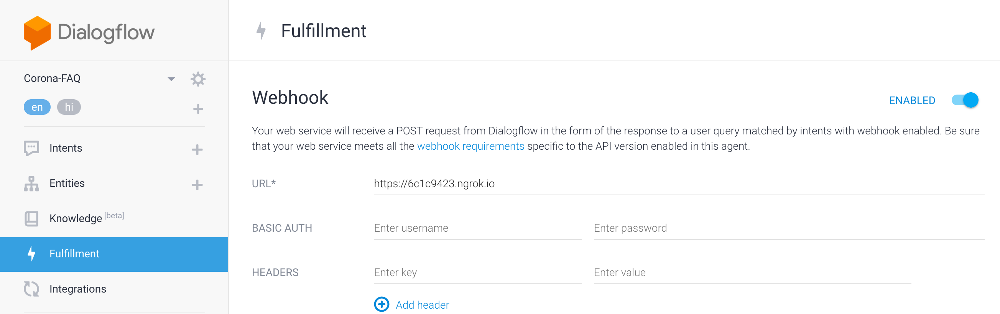 Dialogflow
Fulfillment
Corona-FAQ
en hi
Intents
Entities
Knowledge [beta]
Fulfillment
Integrations
Webhook
ENABLED
Your web service will receive a POST request from Dialogflow in the form of the response to a user query matched by intents with webhook enabled. Be sure
that your web service meets all the webhook requirements specific to the API version enabled in this agent.
URL* https://6c1c9423.ngrok.io
BASIC AUTH Enter username Enter password
HEADERS Enter key Enter value
Add header